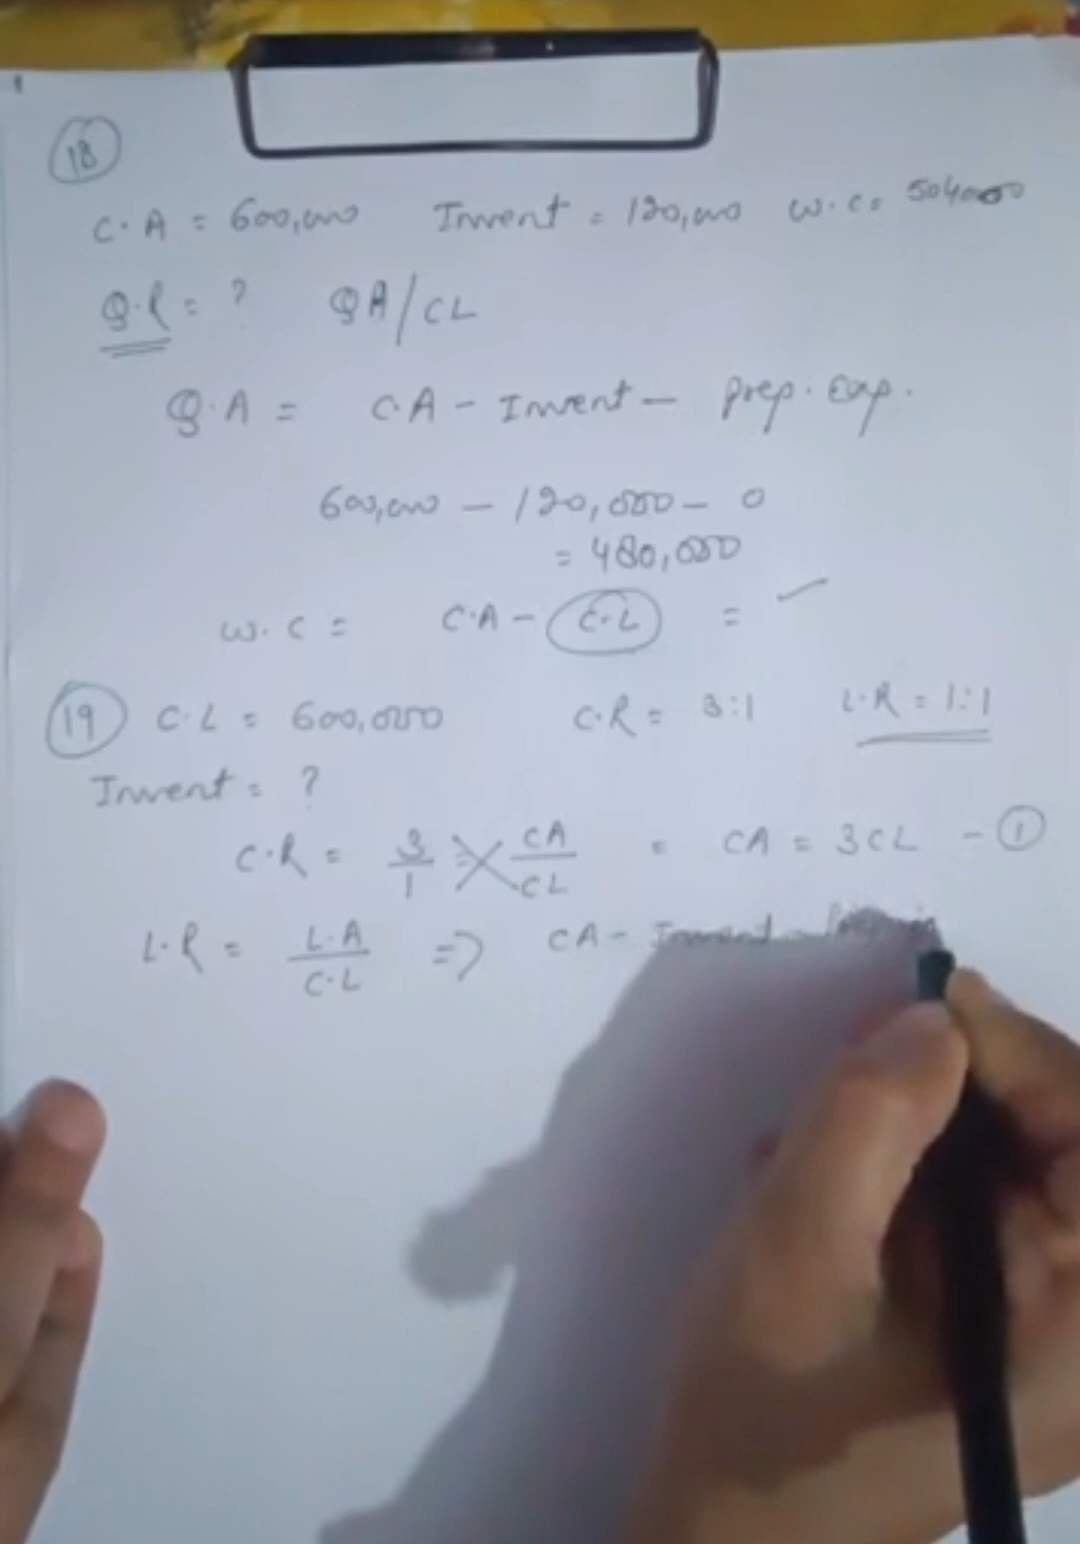 18
C.A = 600,000 Invent = 120,000 W.C = 504000
Q.R = ? QA/CL
Q.A = C.A - Invent - Prep. Exp.
600,000 - 120,000 - 0
= 480,000
W.C = C.A - C.L =
19 C.L = 600,000 C.R = 3:1 L.R = 1:1
Invent = ?
C.R = 3/1 = CA/CL = CA = 3CL - 1
L.R = L.A/C.L => CA - Invent -